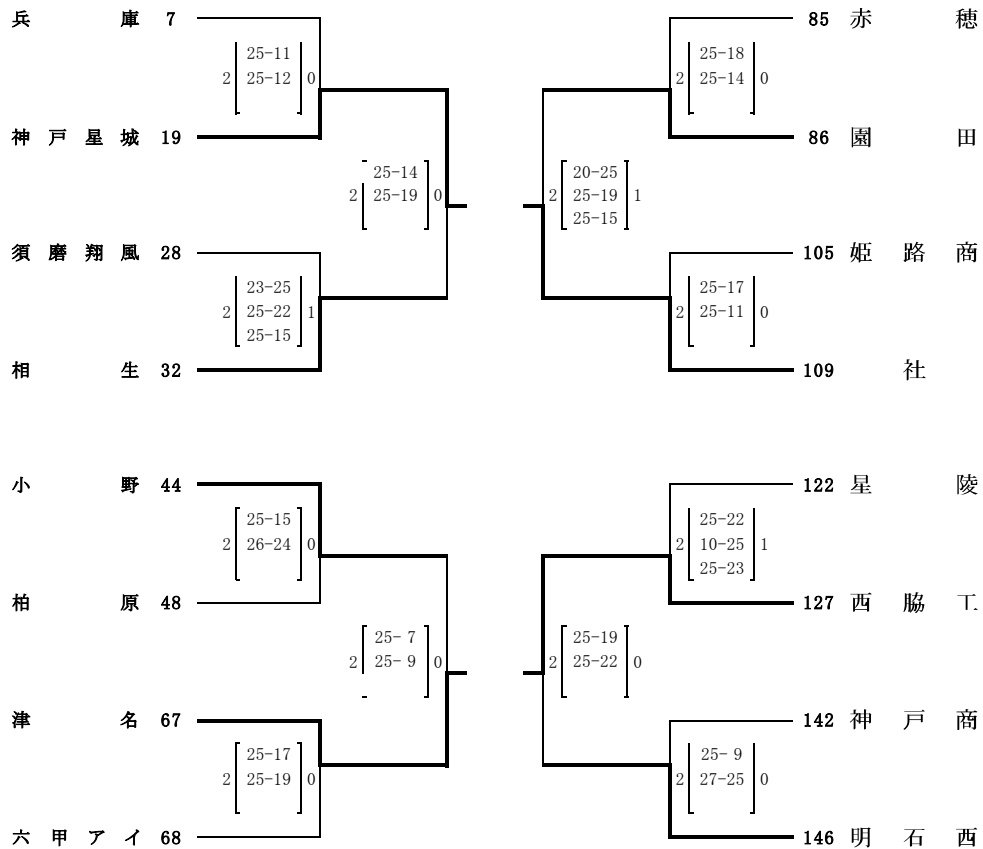 兵庫 7
25-11
2 25-12 0
神戸星城 19
25-14
2 25-19 0
須磨翔風 28
23-25
2 25-22 1
25-15
相生 32
85 赤穂
25-18
2 25-14 0
86 園田
20-25
2 25-19 1
25-15
105 姫路商
25-17
2 25-11 0
109 社
小野 44
25-15
2 26-24 0
柏原 48
25- 7
2 25- 9 0
津名 67
25-17
2 25-19 0
六甲アイ 68
122 星陵
25-22
2 10-25 1
25-23
127 西脇工
25-19
2 25-22 0
142 神戸商
25- 9
2 27-25 0
146 明石西